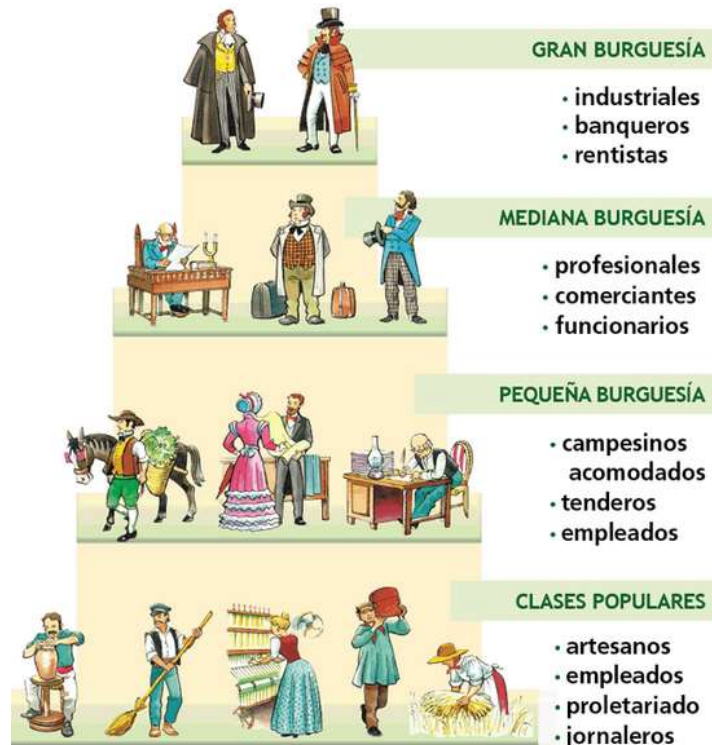 GRAN BURGUESÍA
• industriales
• banqueros
• rentistas
MEDIANA BURGUESÍA
• profesionales
• comerciantes
• funcionarios
PEQUEÑA BURGUESÍA
• campesinos
acomodados
• tenderos
• empleados
CLASES POPULARES
• artesanos
• empleados
• proletariado
• jornaleros